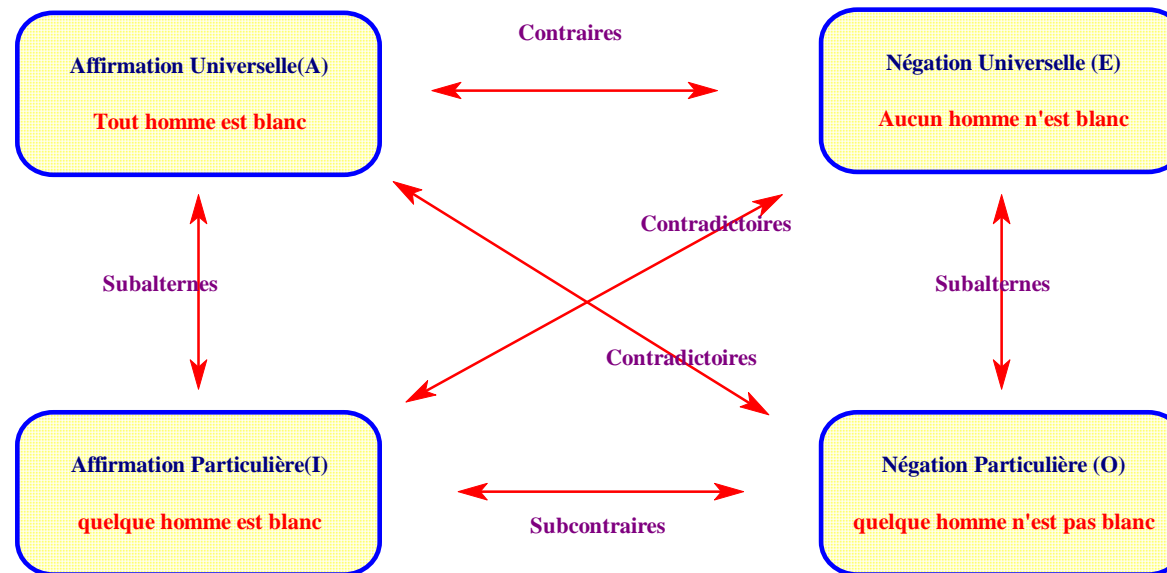 Contraires
Affirmation Universelle(A)
Négation Universelle (E)
Tout homme est blanc
Aucun homme n'est blanc
Contradictoires
Subalternes
Subalternes
Contradictoires
Affirmation Particulière(I)
Négation Particulière (O)
quelque homme est blanc
quelque homme n'est pas blanc
Subcontraires